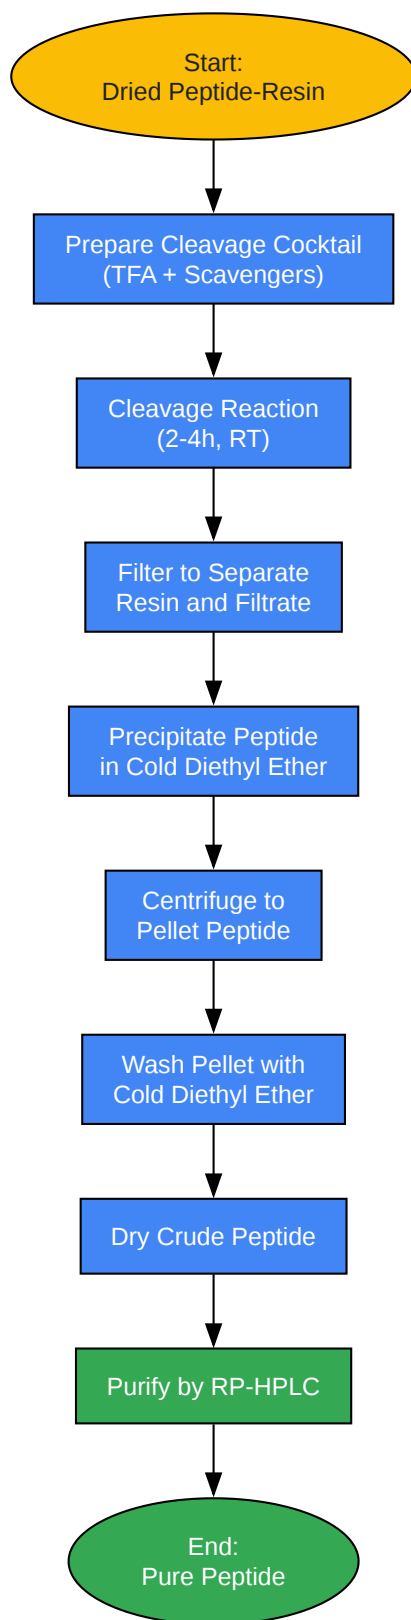 Start:
Dried Peptide-Resin
Prepare Cleavage Cocktail
(TFA + Scavengers)
Cleavage Reaction
(2-4h, RT)
Filter to Separate
Resin and Filtrate
Precipitate Peptide
in Cold Diethyl Ether
Centrifuge to
Pellet Peptide
Wash Pellet with
Cold Diethyl Ether
Dry Crude Peptide
Purify by RP-HPLC
End:
Pure Peptide